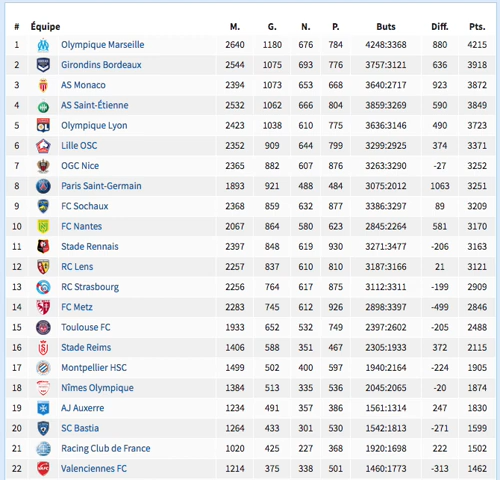 # Équipe M. G. N. P. Buts Diff. Pts.
1 Olympique Marseille 2640 1180 676 784 4248:3368 880 4215
2 Girondins Bordeaux 2544 1075 693 776 3757:3121 636 3918
3 AS Monaco 2394 1073 653 668 3640:2717 923 3872
4 AS Saint-Étienne 2532 1062 666 804 3859:3269 590 3849
5 Olympique Lyon 2423 1038 610 775 3636:3146 490 3723
6 Lille OSC 2352 909 644 799 3299:2925 374 3371
7 OGC Nice 2365 882 607 876 3263:3290 -27 3252
8 Paris Saint-Germain 1893 921 488 484 3075:2012 1063 3251
9 FC Sochaux 2368 859 632 877 3386:3297 89 3209
10 FC Nantes 2067 864 580 623 2845:2264 581 3170
11 Stade Rennais 2397 848 619 930 3271:3477 -206 3163
12 RC Lens 2257 837 610 810 3187:3166 21 3121
13 RC Strasbourg 2256 764 617 875 3112:3311 -199 2909
14 FC Metz 2283 745 612 926 2898:3397 -499 2846
15 Toulouse FC 1933 652 532 749 2397:2602 -205 2488
16 Stade Reims 1406 588 351 467 2305:1933 372 2115
17 Montpellier HSC 1499 502 400 597 1940:2164 -224 1905
18 Nîmes Olympique 1384 513 335 536 2045:2065 -20 1874
19 AJ Auxerre 1234 491 357 386 1561:1314 247 1830
20 SC Bastia 1264 433 301 530 1542:1813 -271 1599
21 Racing Club de France 1020 425 227 368 1920:1698 222 1502
22 Valenciennes FC 1214 375 338 501 1460:1773 -313 1462